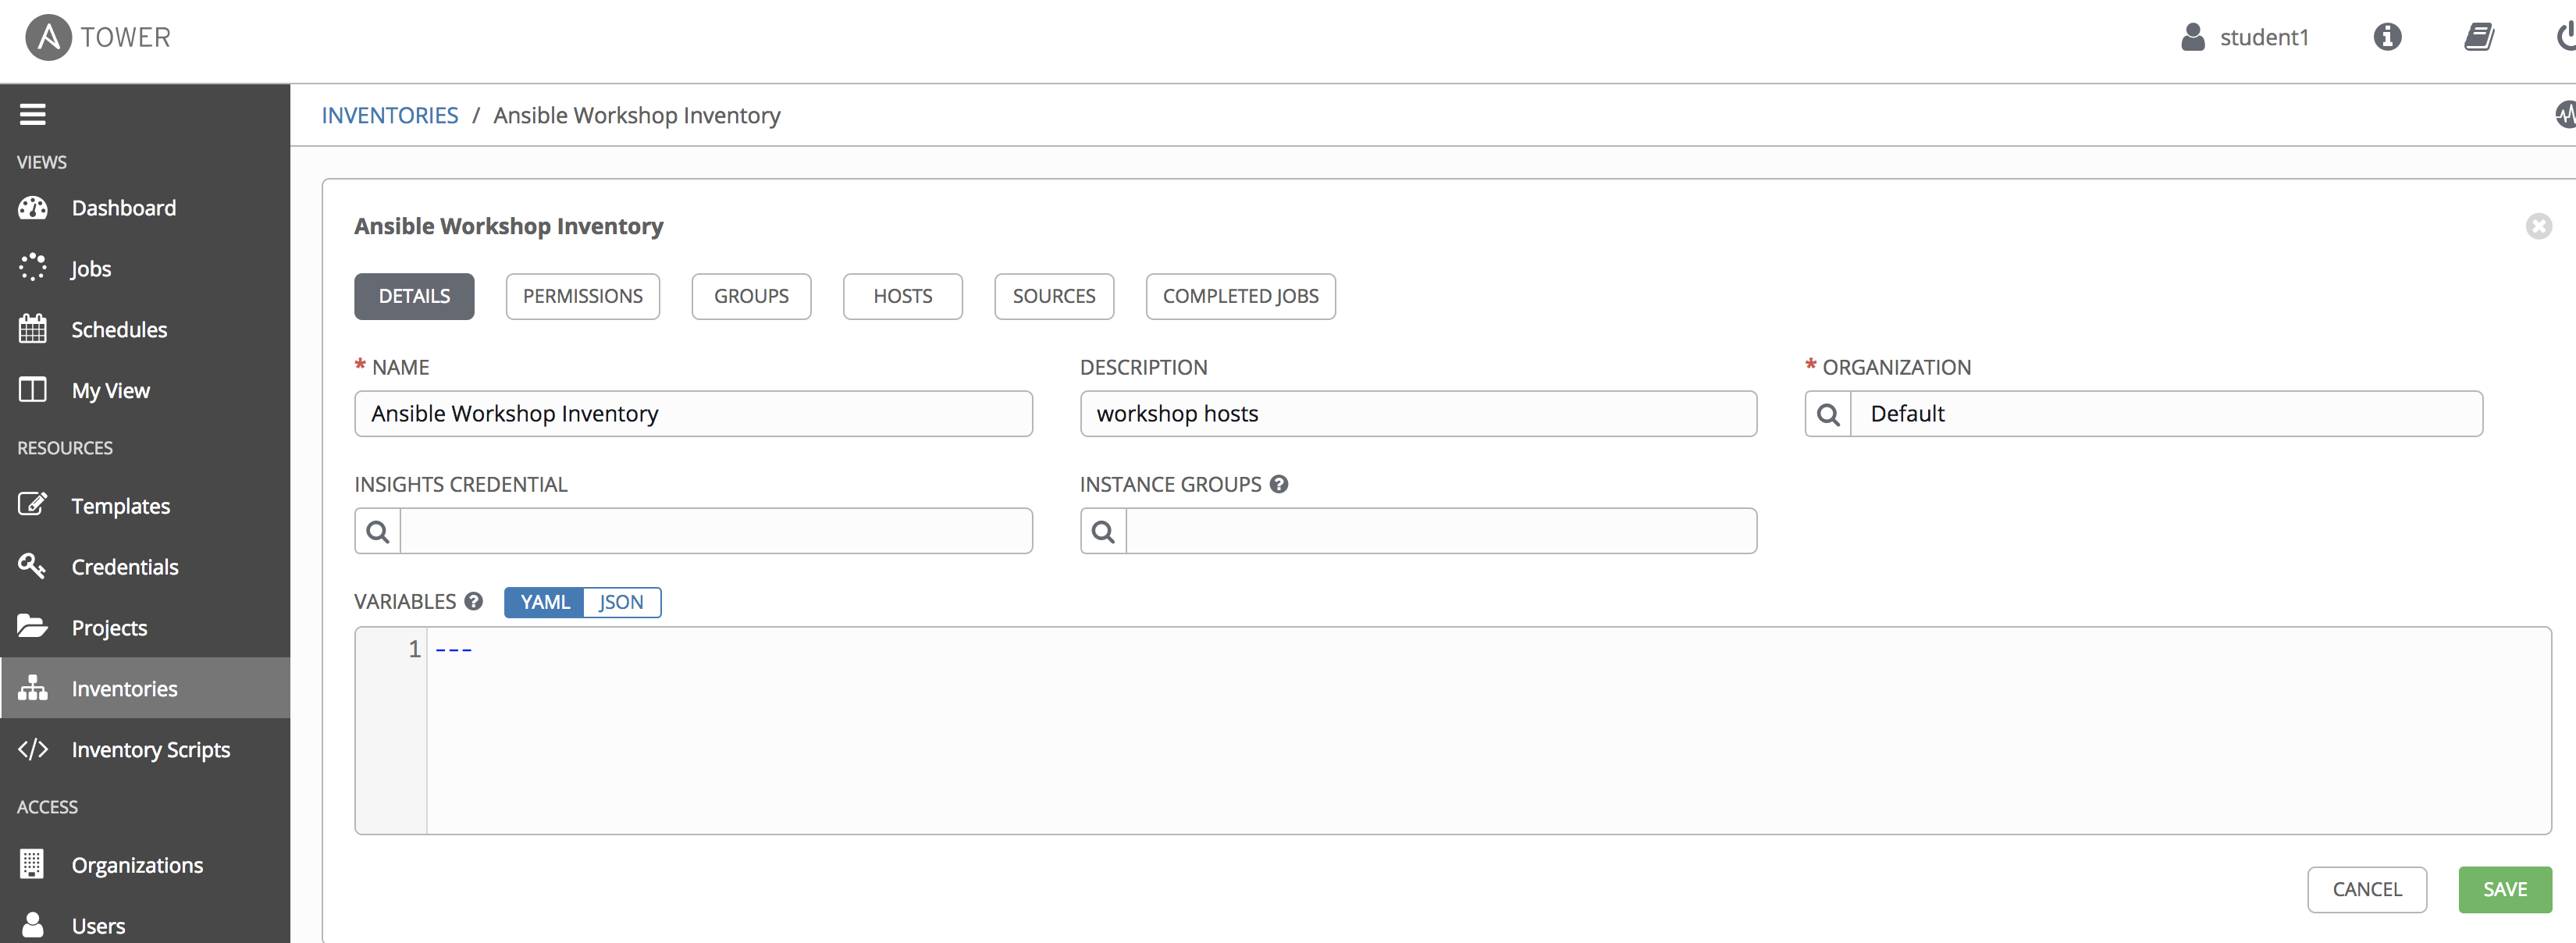 TOWER
student1
INVENTORIES / Ansible Workshop Inventory
VIEWS
Dashboard
Jobs
Schedules
My View
RESOURCES
Templates
Credentials
Projects
Inventories
Inventory Scripts
ACCESS
Organizations
Users
Ansible Workshop Inventory
DETAILS
PERMISSIONS
GROUPS
HOSTS
SOURCES
COMPLETED JOBS
* NAME
Ansible Workshop Inventory
DESCRIPTION
workshop hosts
* ORGANIZATION
Default
INSIGHTS CREDENTIAL
INSTANCE GROUPS
VARIABLES
YAML
JSON
1 ---
CANCEL
SAVE